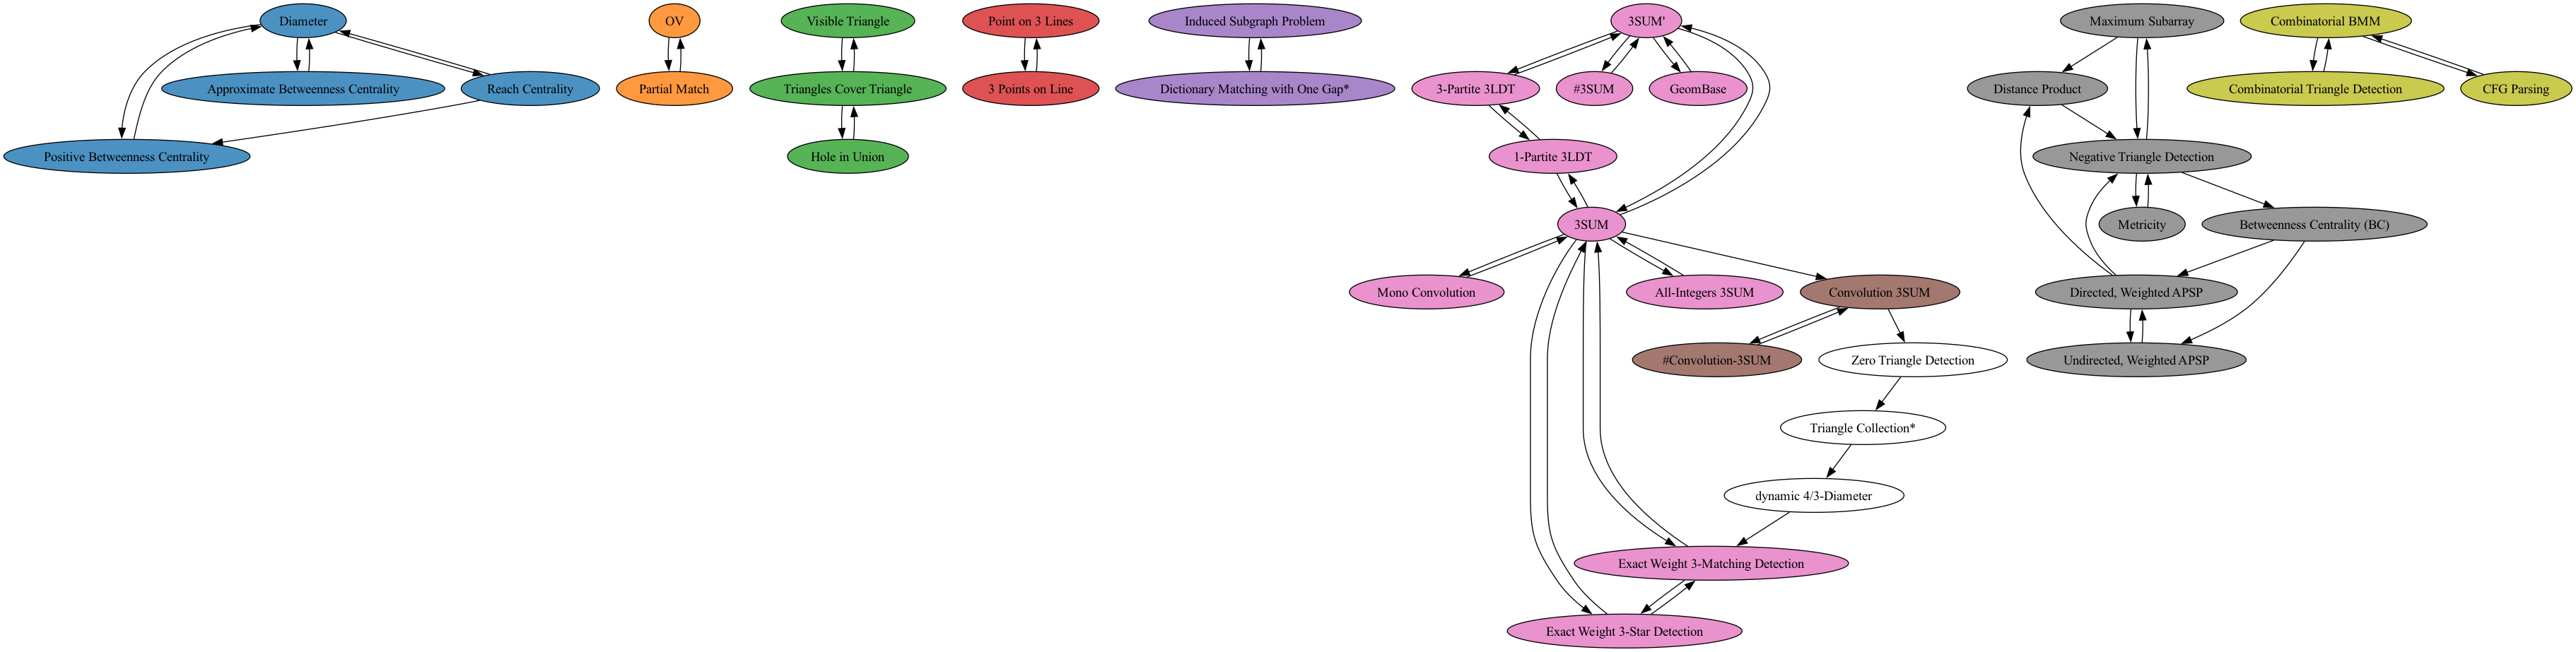 Diameter
OV
Visible Triangle
Point on 3 Lines
Induced Subgraph Problem
3SUM'
Maximum Subarray
Combinatorial BMM
Approximate Betweenness Centrality
Reach Centrality
Partial Match
Triangles Cover Triangle
3 Points on Line
Dictionary Matching with One Gap*
3-Partite 3LDT
#3SUM
GeomBase
Distance Product
Combinatorial Triangle Detection
CFG Parsing
Positive Betweenness Centrality
Hole in Union
1-Partite 3LDT
Negative Triangle Detection
3SUM
Metricity
Betweenness Centrality (BC)
Mono Convolution
All-Integers 3SUM
Convolution 3SUM
Directed, Weighted APSP
#Convolution-3SUM
Zero Triangle Detection
Undirected, Weighted APSP
Triangle Collection*
dynamic 4/3-Diameter
Exact Weight 3-Matching Detection
Exact Weight 3-Star Detection